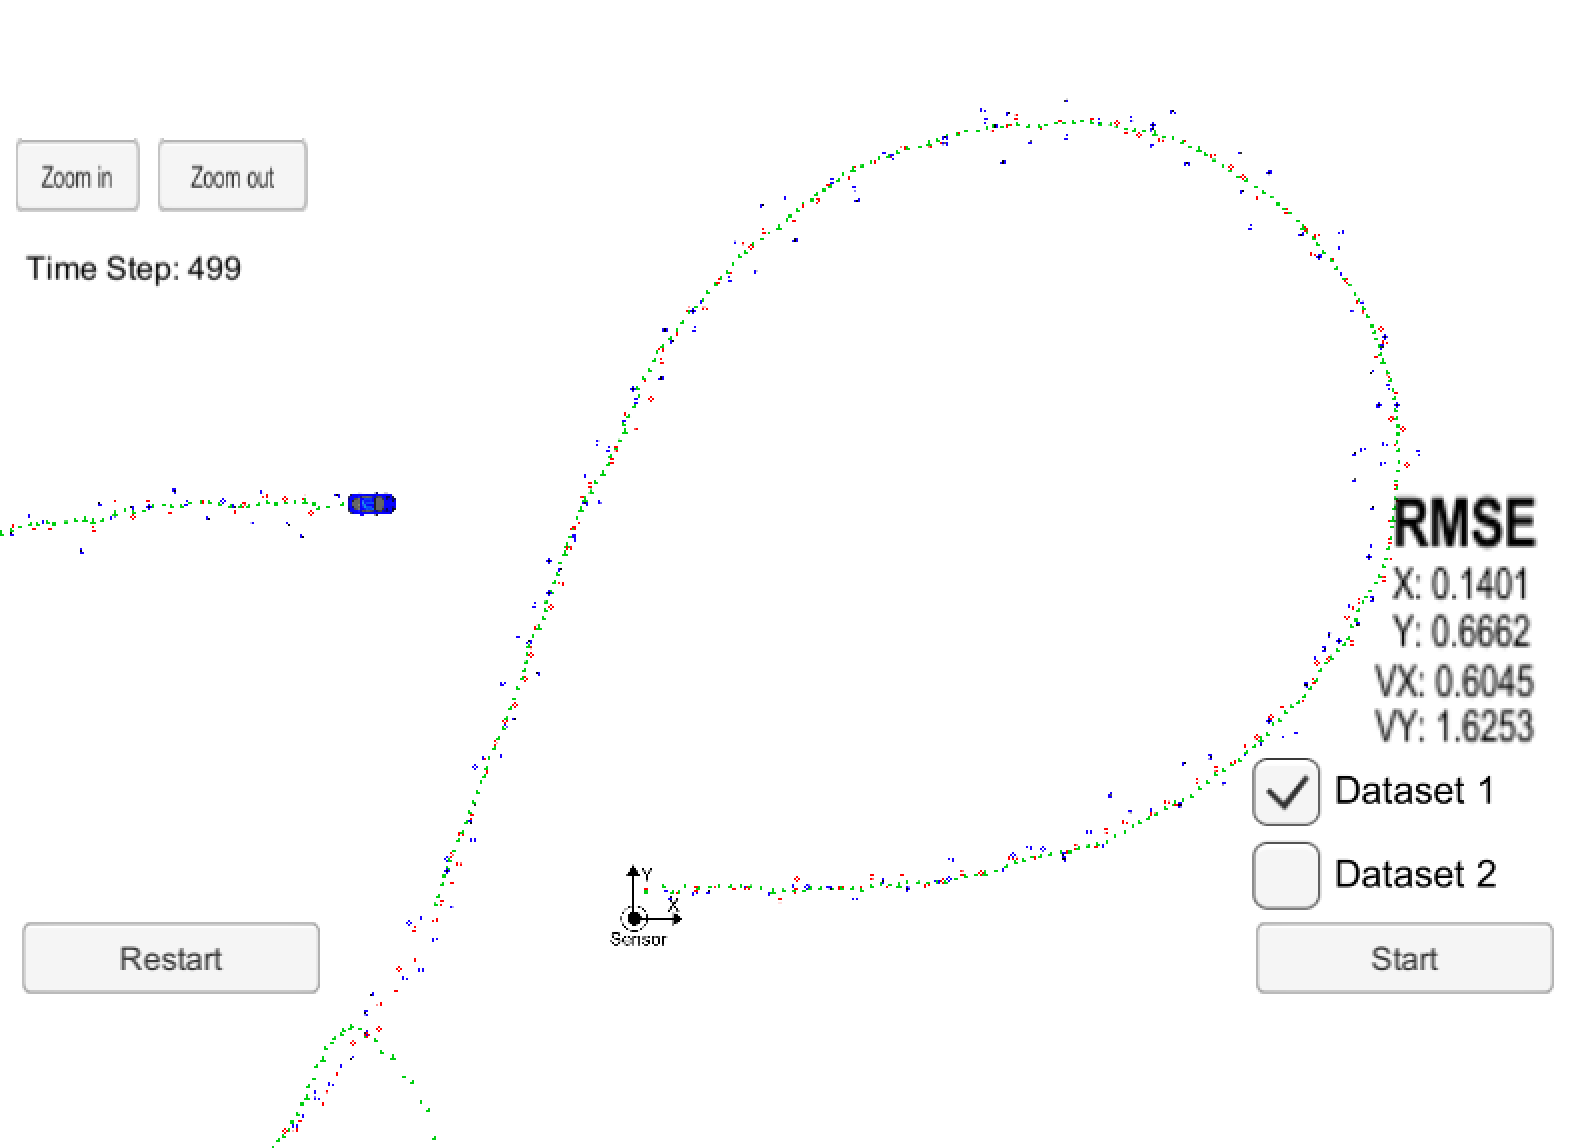 Zoom in
Zoom out
Time Step: 499
RMSE
X: 0.1401
Y: 0.6662
VX: 0.6045
VY: 1.6253
Dataset 1
Dataset 2
Y
X
Sensor
Restart
Start